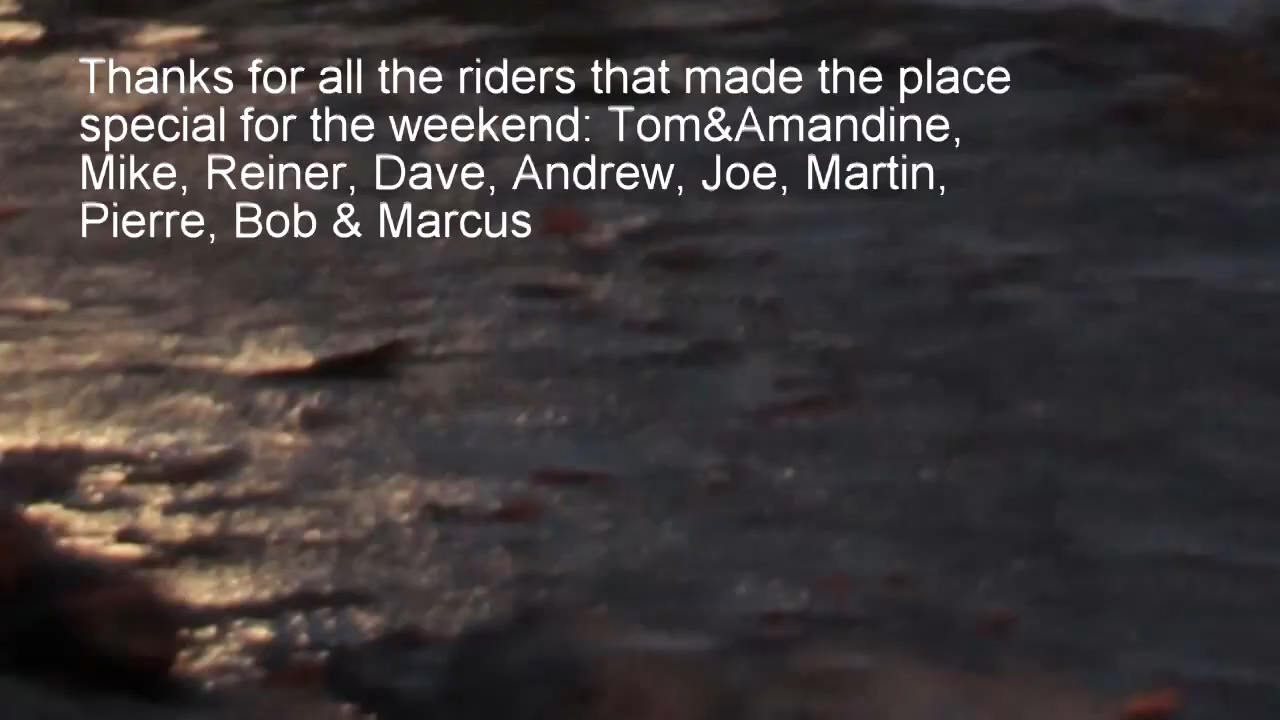 Thanks for all the riders that made the place
special for the weekend: Tom&Amandine,
Mike, Reiner, Dave, Andrew, Joe, Martin,
Pierre, Bob & Marcus